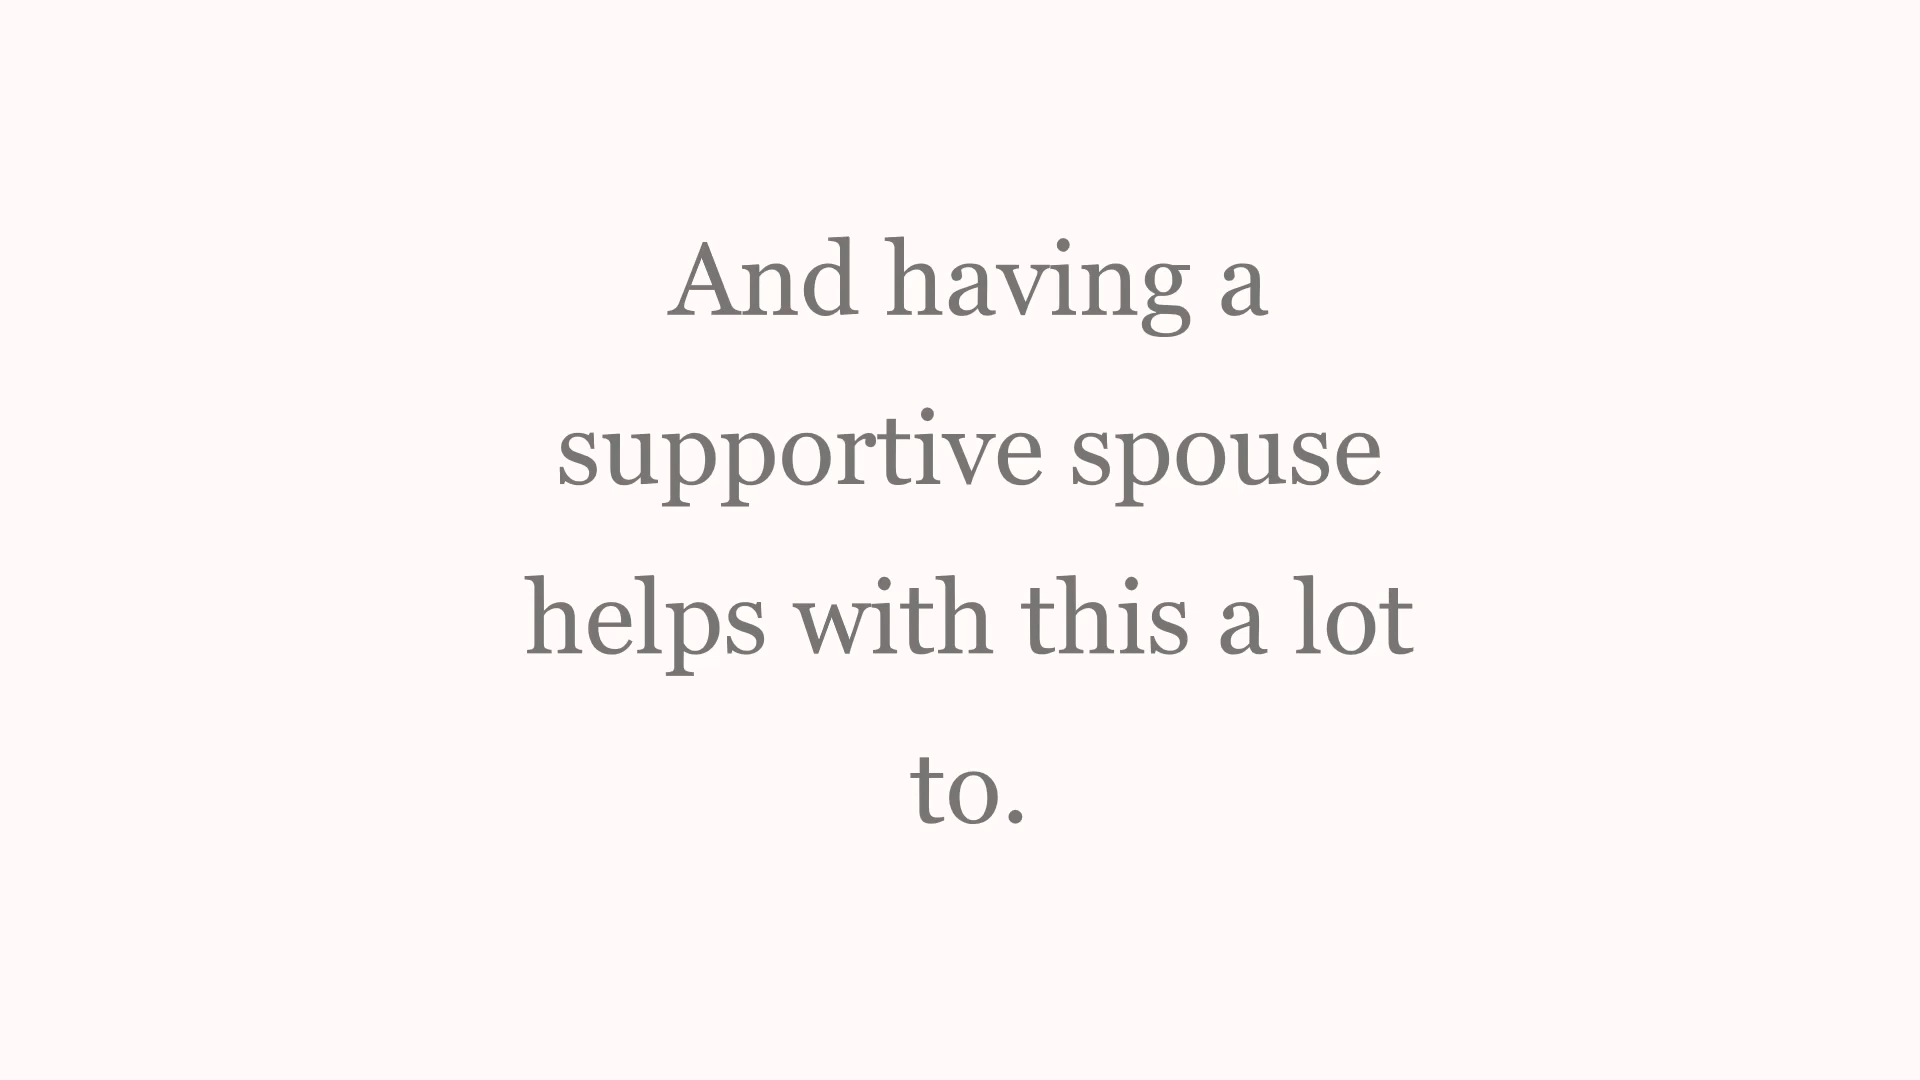 And having a
supportive spouse
helps with this a lot
to.